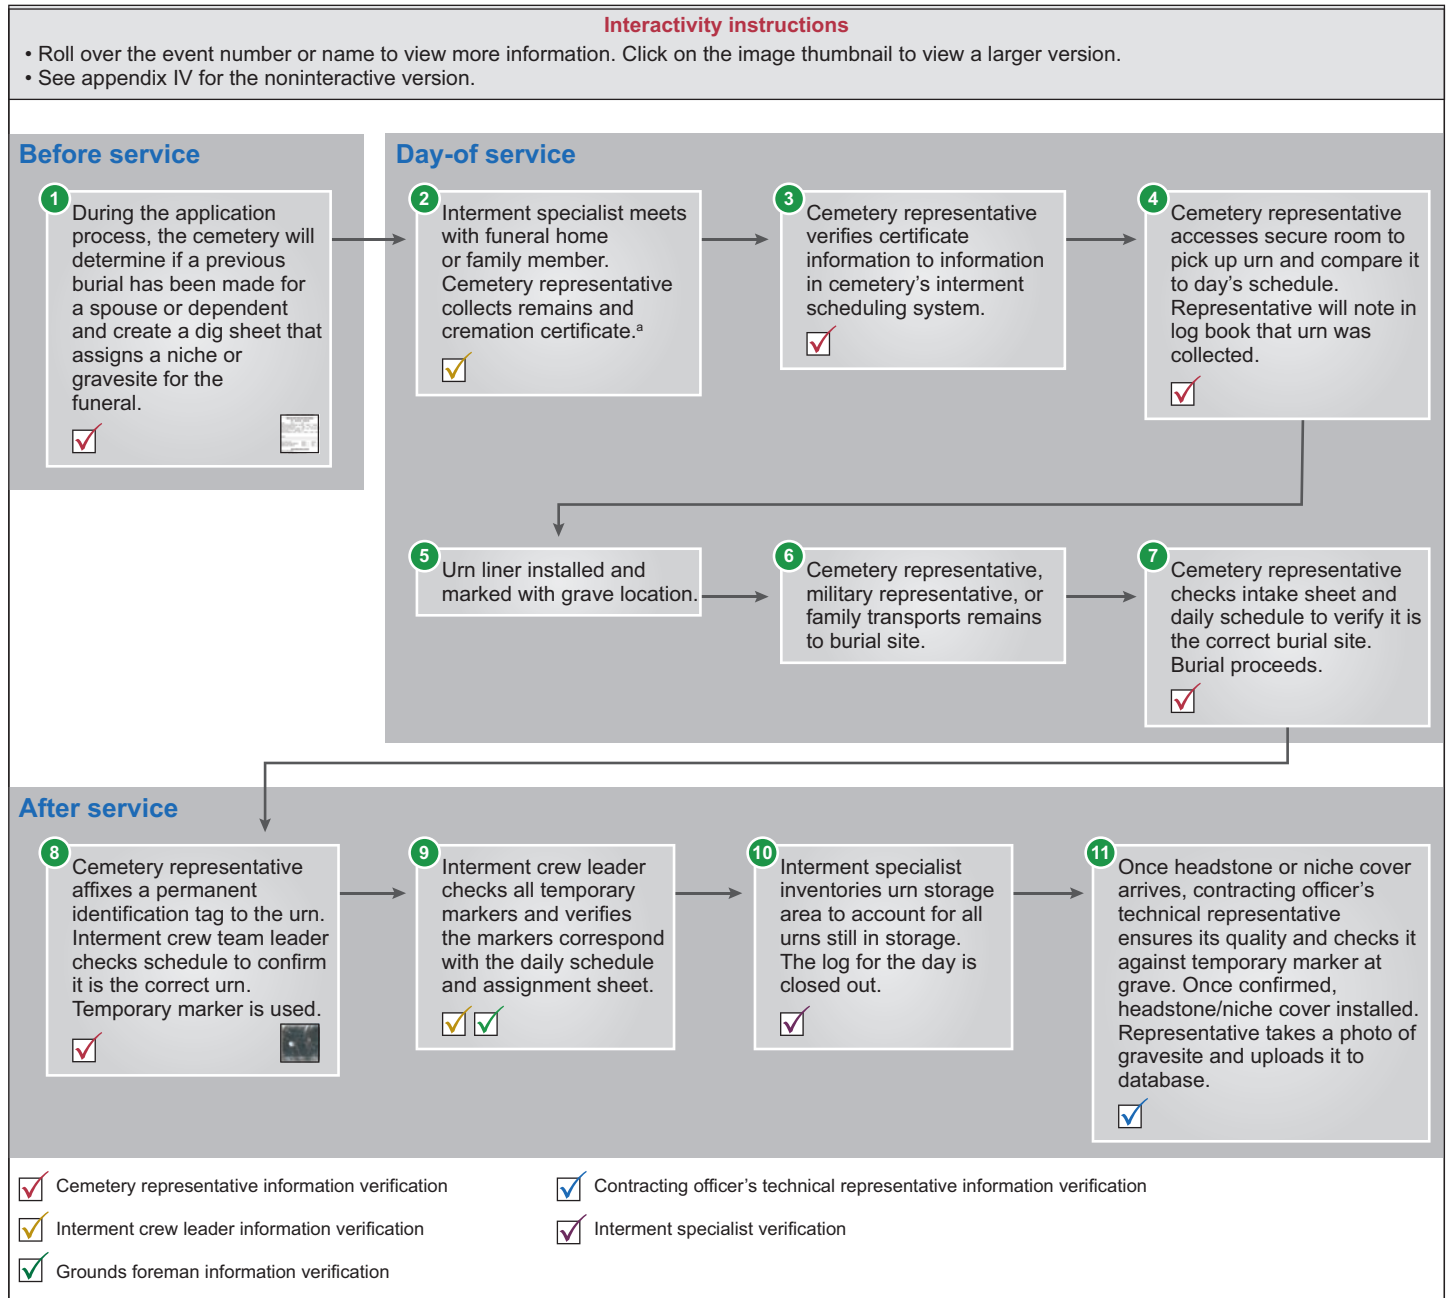 Interactivity instructions
• Roll over the event number or name to view more information. Click on the image thumbnail to view a larger version.
• See appendix IV for the noninteractive version.
Before service
1
During the application
process, the cemetery will
determine if a previous
burial has been made for
a spouse or dependent
and create a dig sheet that
assigns a niche or
gravesite for the
funeral.
Day-of service
2
Interment specialist meets
with funeral home
or family member.
Cemetery representative
collects remains and
cremation certificate.a
3
Cemetery representative
verifies certificate
information to information
in cemetery's interment
scheduling system.
4
Cemetery representative
accesses secure room to
pick up urn and compare it
to day's schedule.
Representative will note in
log book that urn was
collected.
5
Urn liner installed and
marked with grave location.
6
Cemetery representative,
military representative, or
family transports remains
to burial site.
7
Cemetery representative
checks intake sheet and
daily schedule to verify it is
the correct burial site.
Burial proceeds.
After service
8
Cemetery representative
affixes a permanent
identification tag to the urn.
Interment crew team leader
checks schedule to confirm
it is the correct urn.
Temporary marker is used.
9
Interment crew leader
checks all temporary
markers and verifies
the markers correspond
with the daily schedule
and assignment sheet.
10
Interment specialist
inventories urn storage
area to account for all
urns still in storage.
The log for the day is
closed out.
11
Once headstone or niche cover
arrives, contracting officer's
technical representative
ensures its quality and checks it
against temporary marker at
grave. Once confirmed,
headstone/niche cover installed.
Representative takes a photo of
gravesite and uploads it to
database.
Cemetery representative information verification
Interment crew leader information verification
Grounds foreman information verification
Contracting officer's technical representative information verification
Interment specialist verification